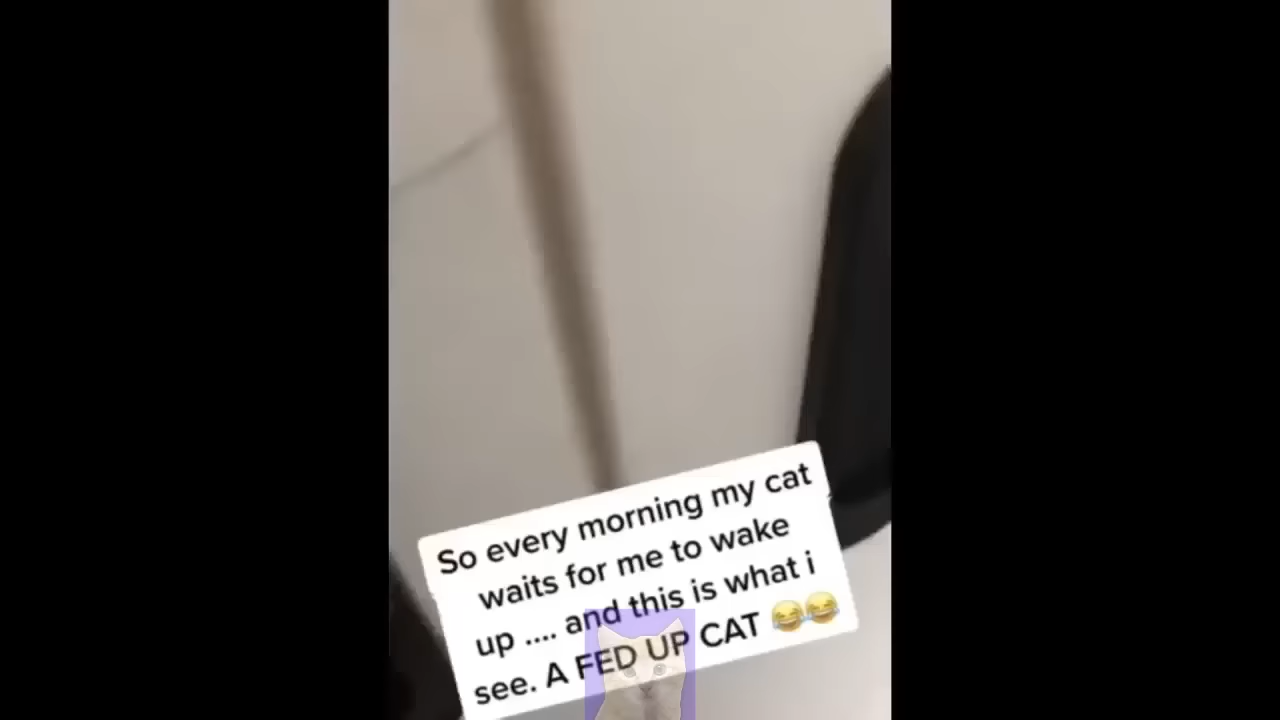 So every morning my cat
waits for me to wake
up .... and this is what i
see. A FED UP CAT 😂😂